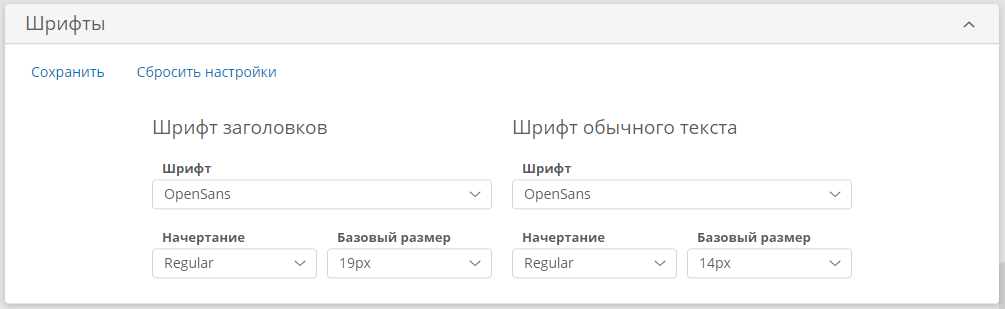 Шрифты
Сохранить Сбросить настройки
Шрифт заголовков Шрифт обычного текста
Шрифт Шрифт
OpenSans OpenSans
Начертание Базовый размер Начертание Базовый размер
Regular 19px Regular 14px